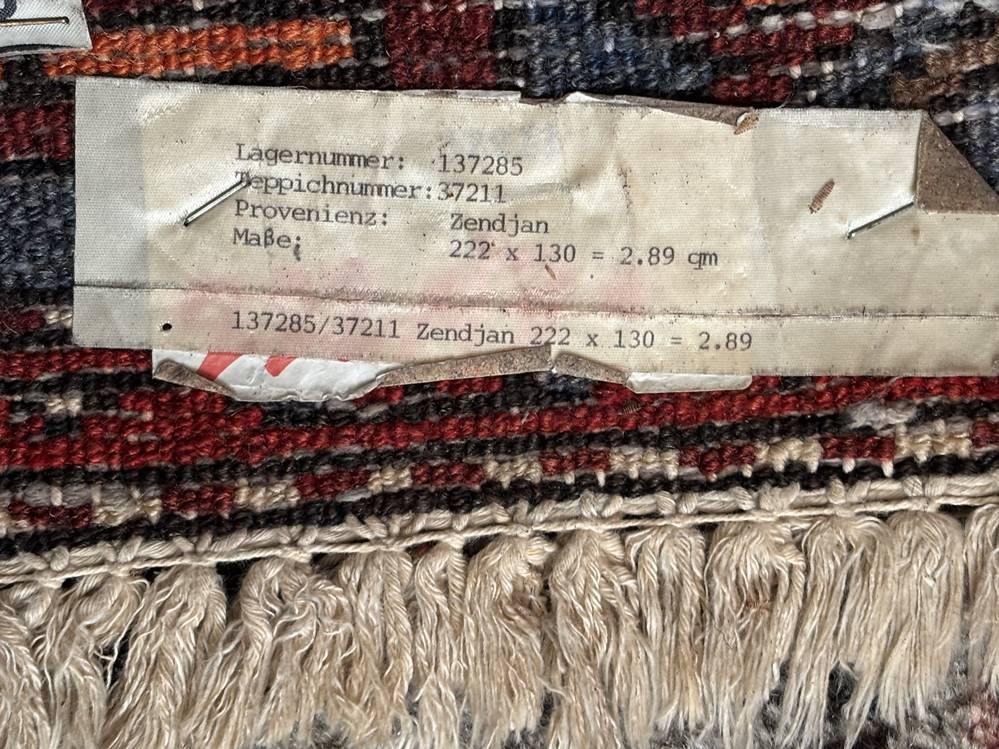 Lagernummer: 137285
Teppichnummer:37211
Provenienz: Zendjan
Maße: 222 x 130 = 2.89 qm
137285/37211 Zendjan 222 x 130 = 2.89